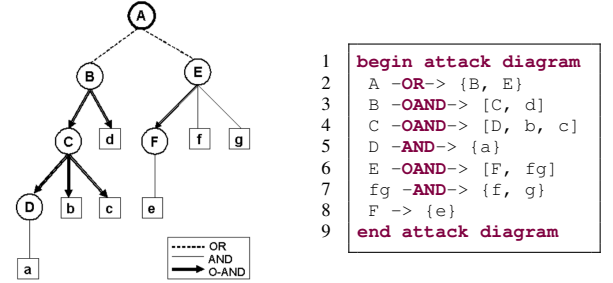 A
B
E
C
d
F
f
g
D
b
c
e
a
OR
AND
O-AND
1 begin attack diagram
2 A -OR-> {B, E}
3 B -OAND-> [C, d]
4 C -OAND-> [D, b, c]
5 D -AND-> {a}
6 E -OAND-> [F, fg]
7 fg -AND-> {f, g}
8 F -> {e}
9 end attack diagram